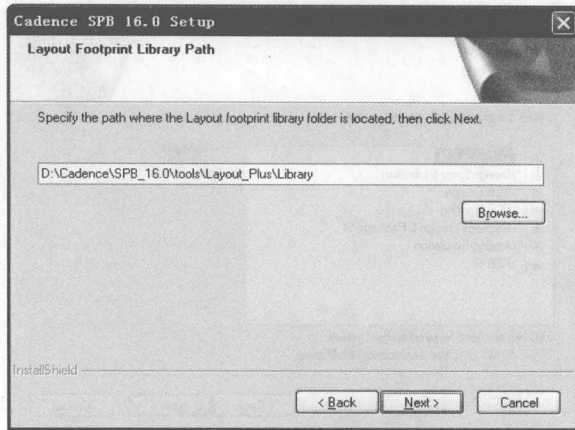 Cadence SPB 16.0 Setup
Layout Footprint Library Path
Specify the path where the Layout footprint library folder is located, then click Next.
D:\Cadence\SPB_16.0\tools\Layout_Plus\Library
Browse...
InstallShield
< Back
Next >
Cancel